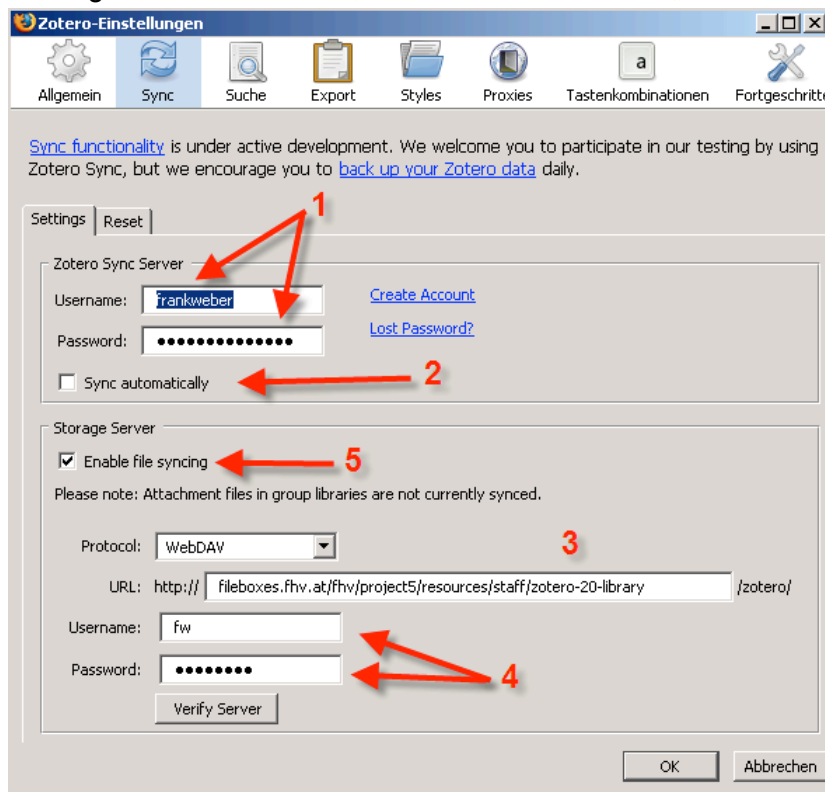 Zotero-Einstellungen
Allgemein Sync Suche Export Styles Proxies a Tastenkombinationen Fortgeschritte
Sync functionality is under active development. We welcome you to participate in our testing by using
Zotero Sync, but we encourage you to back up your Zotero data daily.
1
Settings Reset
Zotero Sync Server
Username: frankweber Create Account
Password: •••••••••••••• Lost Password?
Sync automatically 2
Storage Server
Enable file syncing 5
Please note: Attachment files in group libraries are not currently synced.
3
Protocol: WebDAV
URL: http:// fileboxes.fhv.at/fhv/project5/resources/staff/zotero-20-library /zotero/
Username: fw
Password: •••••••• 4
Verify Server
OK Abbrechen